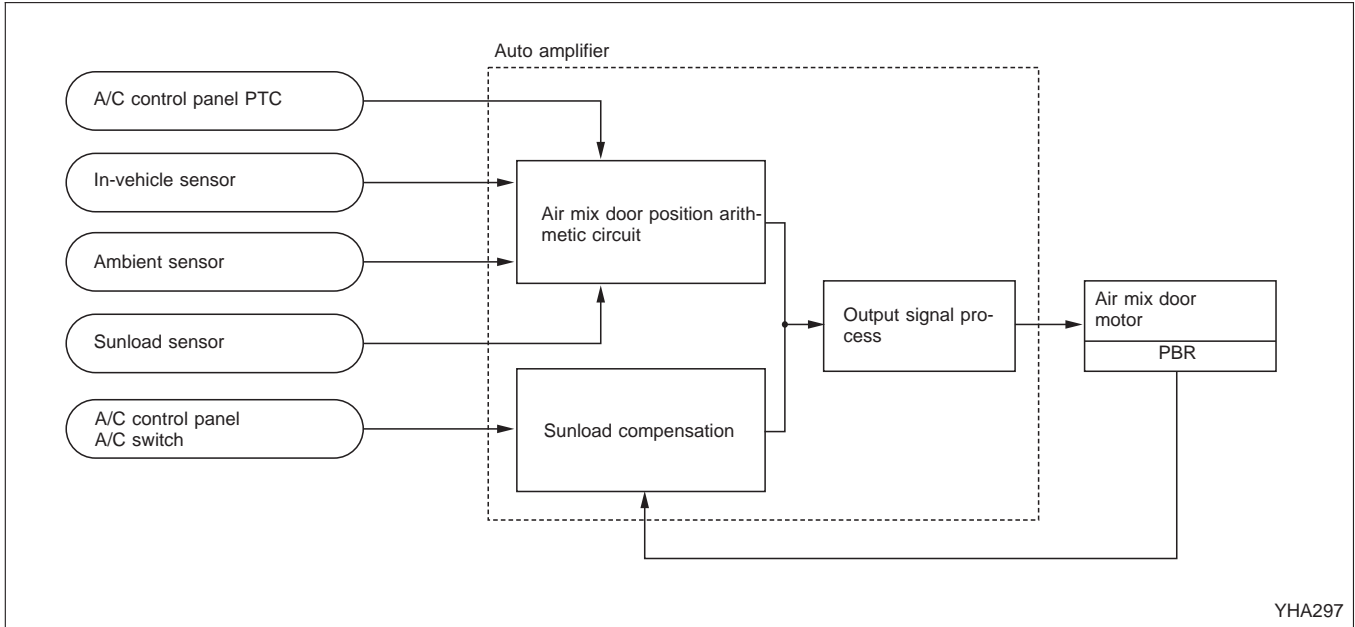 Auto amplifier
A/C control panel PTC
In-vehicle sensor
Ambient sensor
Sunload sensor
A/C control panel
A/C switch
Air mix door position arith-
metic circuit
Sunload compensation
Output signal pro-
cess
Air mix door
motor
PBR
YHA297